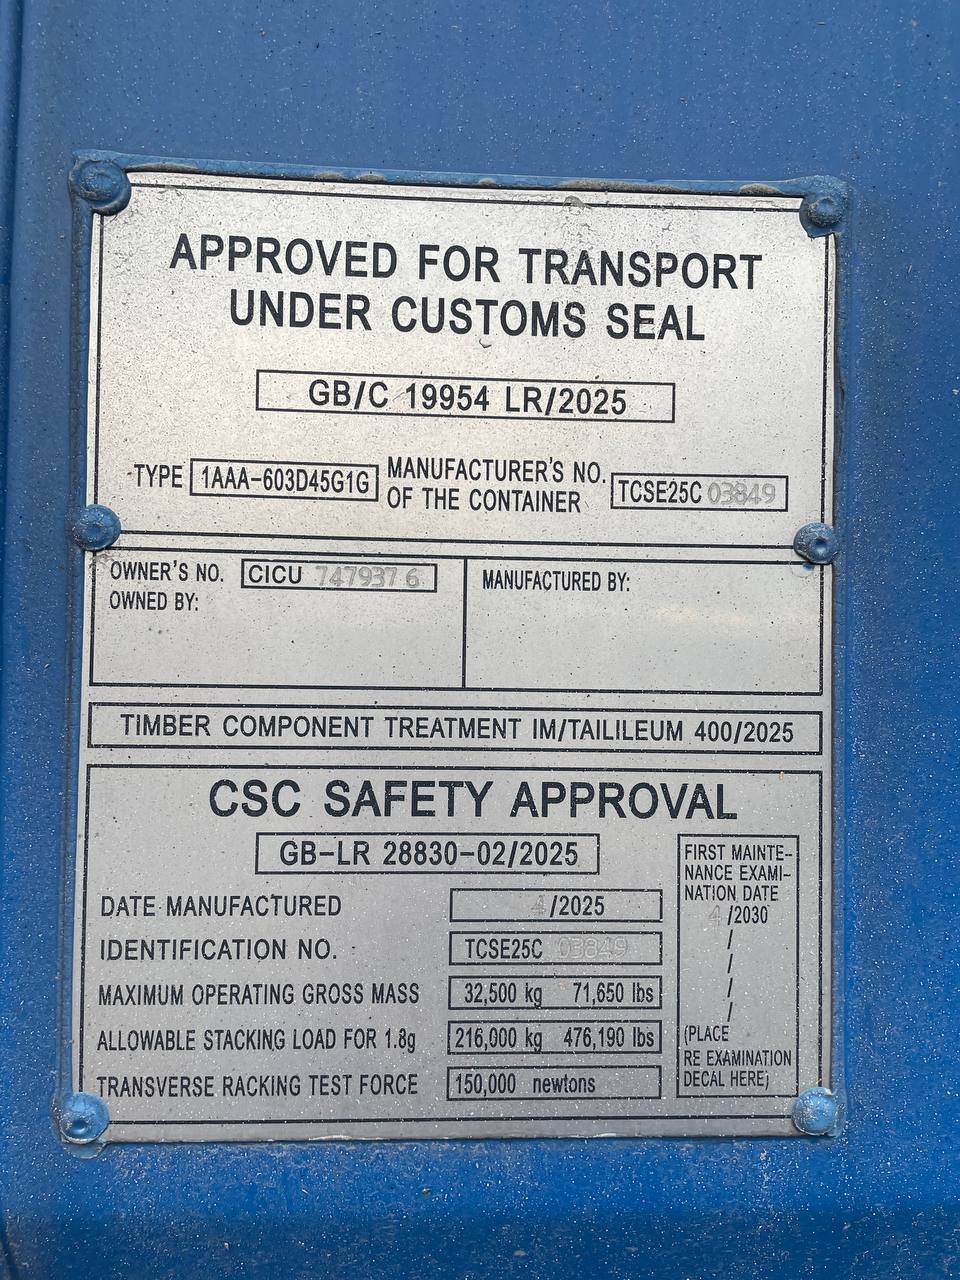 APPROVED FOR TRANSPORT
UNDER CUSTOMS SEAL
GB/C 19954 LR/2025
TYPE 1AAA-603D45G1G MANUFACTURER'S NO. OF THE CONTAINER TCSE25C 03849
OWNER'S NO. CICU 747937 6
OWNED BY:
MANUFACTURED BY:
TIMBER COMPONENT TREATMENT IM/TAILILEUM 400/2025
CSC SAFETY APPROVAL
GB-LR 28830-02/2025
DATE MANUFACTURED 4/2025
IDENTIFICATION NO. TCSE25C 03849
MAXIMUM OPERATING GROSS MASS 32,500 kg 71,650 lbs
ALLOWABLE STACKING LOAD FOR 1.8g 216,000 kg 476,190 lbs
TRANSVERSE RACKING TEST FORCE 150,000 newtons
FIRST MAINTE-
NANCE EXAMI-
NATION DATE
4/2030
/
/
/
/
(PLACE
RE EXAMINATION
DECAL HERE)